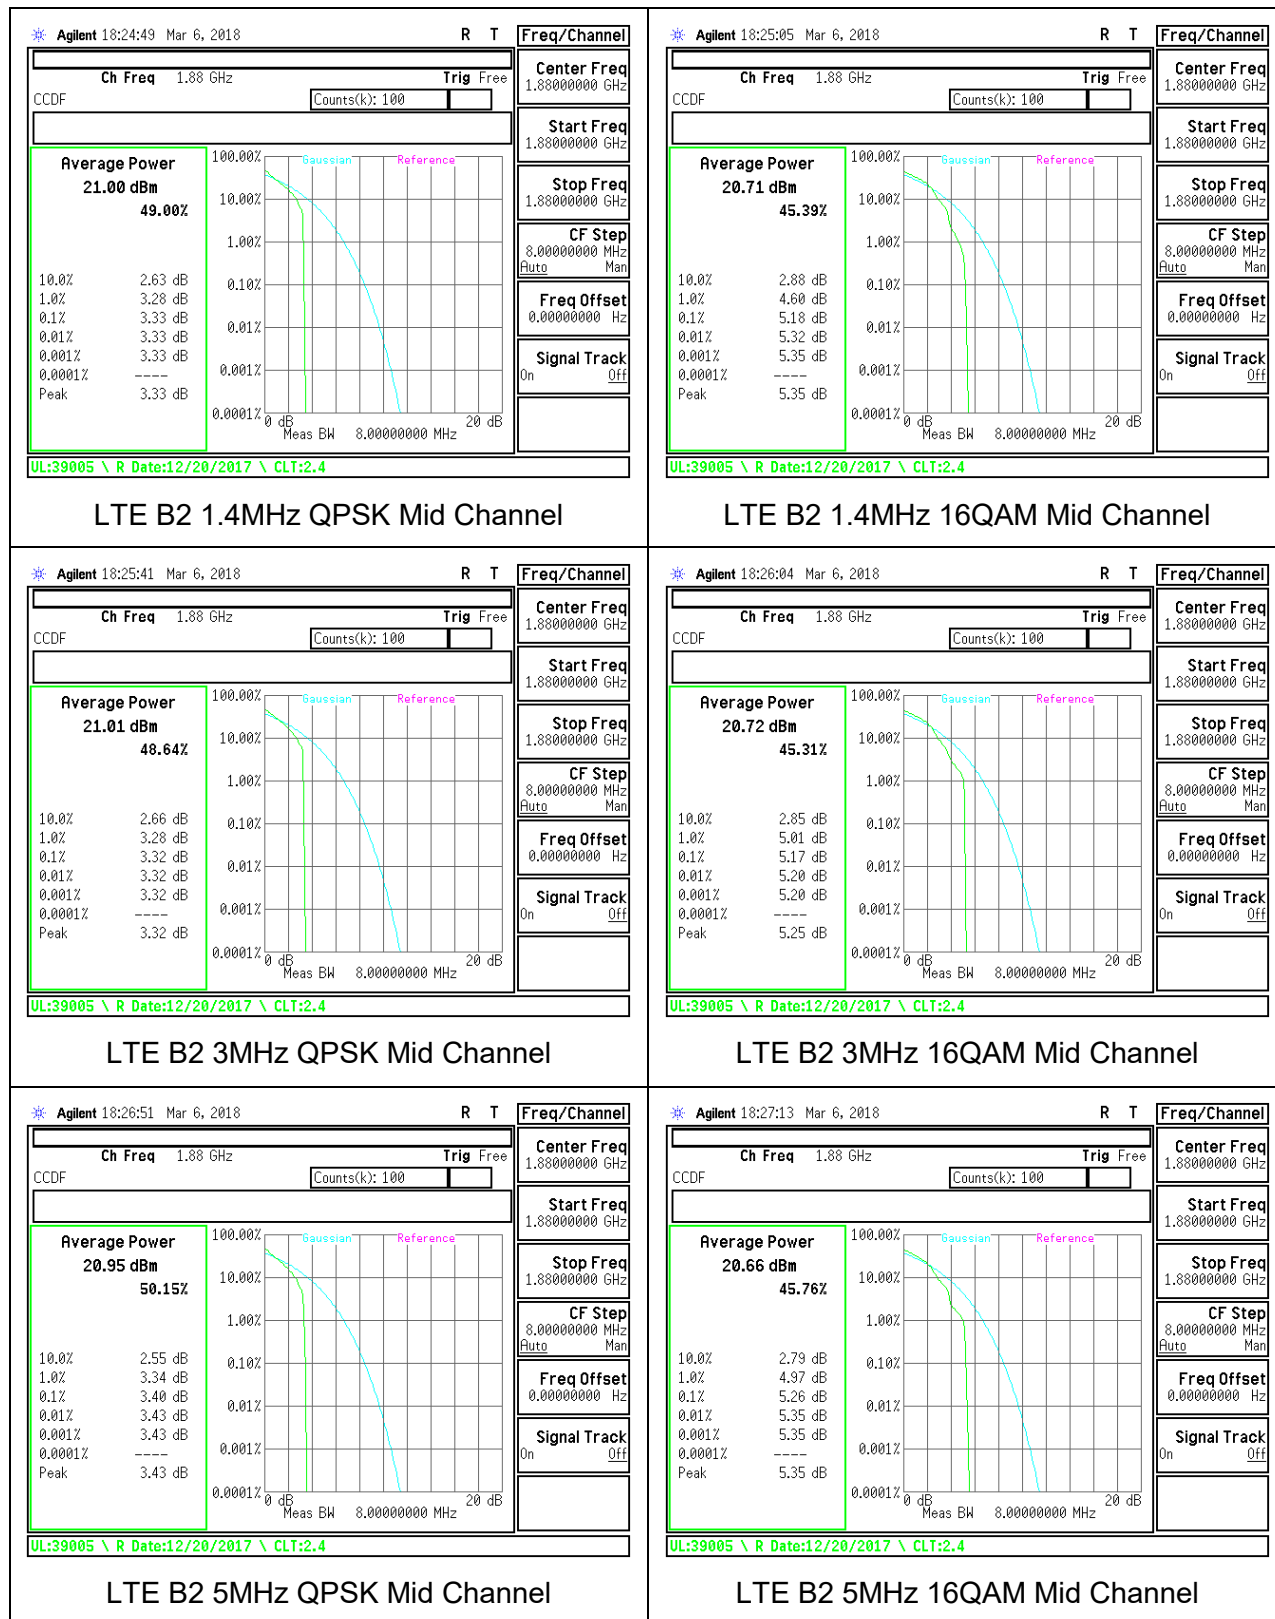 Agilent 18:24:49 Mar 6, 2018 R T Freq/Channel
Ch Freq 1.88 GHz Trig Free
CCDF Counts(k): 100
Average Power
21.00 dBm
49.00%
10.0% 2.63 dB
1.0% 3.28 dB
0.1% 3.33 dB
0.01% 3.33 dB
0.001% 3.33 dB
0.0001% ----
Peak 3.33 dB
Gaussian Reference
100.00%
10.00%
1.00%
0.10%
0.01%
0.001%
0.0001%
0 dB 20 dB
Meas BW 8.00000000 MHz
Center Freq
1.88000000 GHz
Start Freq
1.88000000 GHz
Stop Freq
1.88000000 GHz
CF Step
8.00000000 MHz
Auto Man
Freq Offset
0.00000000 Hz
Signal Track
On Off
UL:39005 \ R Date:12/20/2017 \ CLT:2.4
LTE B2 1.4MHz QPSK Mid Channel
Agilent 18:25:05 Mar 6, 2018 R T Freq/Channel
Ch Freq 1.88 GHz Trig Free
CCDF Counts(k): 100
Average Power
20.71 dBm
45.39%
10.0% 2.88 dB
1.0% 4.60 dB
0.1% 5.18 dB
0.01% 5.32 dB
0.001% 5.35 dB
0.0001% ----
Peak 5.35 dB
Gaussian Reference
100.00%
10.00%
1.00%
0.10%
0.01%
0.001%
0.0001%
0 dB 20 dB
Meas BW 8.00000000 MHz
Center Freq
1.88000000 GHz
Start Freq
1.88000000 GHz
Stop Freq
1.88000000 GHz
CF Step
8.00000000 MHz
Auto Man
Freq Offset
0.00000000 Hz
Signal Track
On Off
UL:39005 \ R Date:12/20/2017 \ CLT:2.4
LTE B2 1.4MHz 16QAM Mid Channel
Agilent 18:25:41 Mar 6, 2018 R T Freq/Channel
Ch Freq 1.88 GHz Trig Free
CCDF Counts(k): 100
Average Power
21.01 dBm
48.64%
10.0% 2.66 dB
1.0% 3.28 dB
0.1% 3.32 dB
0.01% 3.32 dB
0.001% 3.32 dB
0.0001% ----
Peak 3.32 dB
Gaussian Reference
100.00%
10.00%
1.00%
0.10%
0.01%
0.001%
0.0001%
0 dB 20 dB
Meas BW 8.00000000 MHz
Center Freq
1.88000000 GHz
Start Freq
1.88000000 GHz
Stop Freq
1.88000000 GHz
CF Step
8.00000000 MHz
Auto Man
Freq Offset
0.00000000 Hz
Signal Track
On Off
UL:39005 \ R Date:12/20/2017 \ CLT:2.4
LTE B2 3MHz QPSK Mid Channel
Agilent 18:26:04 Mar 6, 2018 R T Freq/Channel
Ch Freq 1.88 GHz Trig Free
CCDF Counts(k): 100
Average Power
20.72 dBm
45.31%
10.0% 2.85 dB
1.0% 5.01 dB
0.1% 5.17 dB
0.01% 5.20 dB
0.001% 5.20 dB
0.0001% ----
Peak 5.25 dB
Gaussian Reference
100.00%
10.00%
1.00%
0.10%
0.01%
0.001%
0.0001%
0 dB 20 dB
Meas BW 8.00000000 MHz
Center Freq
1.88000000 GHz
Start Freq
1.88000000 GHz
Stop Freq
1.88000000 GHz
CF Step
8.00000000 MHz
Auto Man
Freq Offset
0.00000000 Hz
Signal Track
On Off
UL:39005 \ R Date:12/20/2017 \ CLT:2.4
LTE B2 3MHz 16QAM Mid Channel
Agilent 18:26:51 Mar 6, 2018 R T Freq/Channel
Ch Freq 1.88 GHz Trig Free
CCDF Counts(k): 100
Average Power
20.95 dBm
50.15%
10.0% 2.55 dB
1.0% 3.34 dB
0.1% 3.40 dB
0.01% 3.43 dB
0.001% 3.43 dB
0.0001% ----
Peak 3.43 dB
Gaussian Reference
100.00%
10.00%
1.00%
0.10%
0.01%
0.001%
0.0001%
0 dB 20 dB
Meas BW 8.00000000 MHz
Center Freq
1.88000000 GHz
Start Freq
1.88000000 GHz
Stop Freq
1.88000000 GHz
CF Step
8.00000000 MHz
Auto Man
Freq Offset
0.00000000 Hz
Signal Track
On Off
UL:39005 \ R Date:12/20/2017 \ CLT:2.4
LTE B2 5MHz QPSK Mid Channel
Agilent 18:27:13 Mar 6, 2018 R T Freq/Channel
Ch Freq 1.88 GHz Trig Free
CCDF Counts(k): 100
Average Power
20.66 dBm
45.76%
10.0% 2.79 dB
1.0% 4.97 dB
0.1% 5.26 dB
0.01% 5.35 dB
0.001% 5.35 dB
0.0001% ----
Peak 5.35 dB
Gaussian Reference
100.00%
10.00%
1.00%
0.10%
0.01%
0.001%
0.0001%
0 dB 20 dB
Meas BW 8.00000000 MHz
Center Freq
1.88000000 GHz
Start Freq
1.88000000 GHz
Stop Freq
1.88000000 GHz
CF Step
8.00000000 MHz
Auto Man
Freq Offset
0.00000000 Hz
Signal Track
On Off
UL:39005 \ R Date:12/20/2017 \ CLT:2.4
LTE B2 5MHz 16QAM Mid Channel